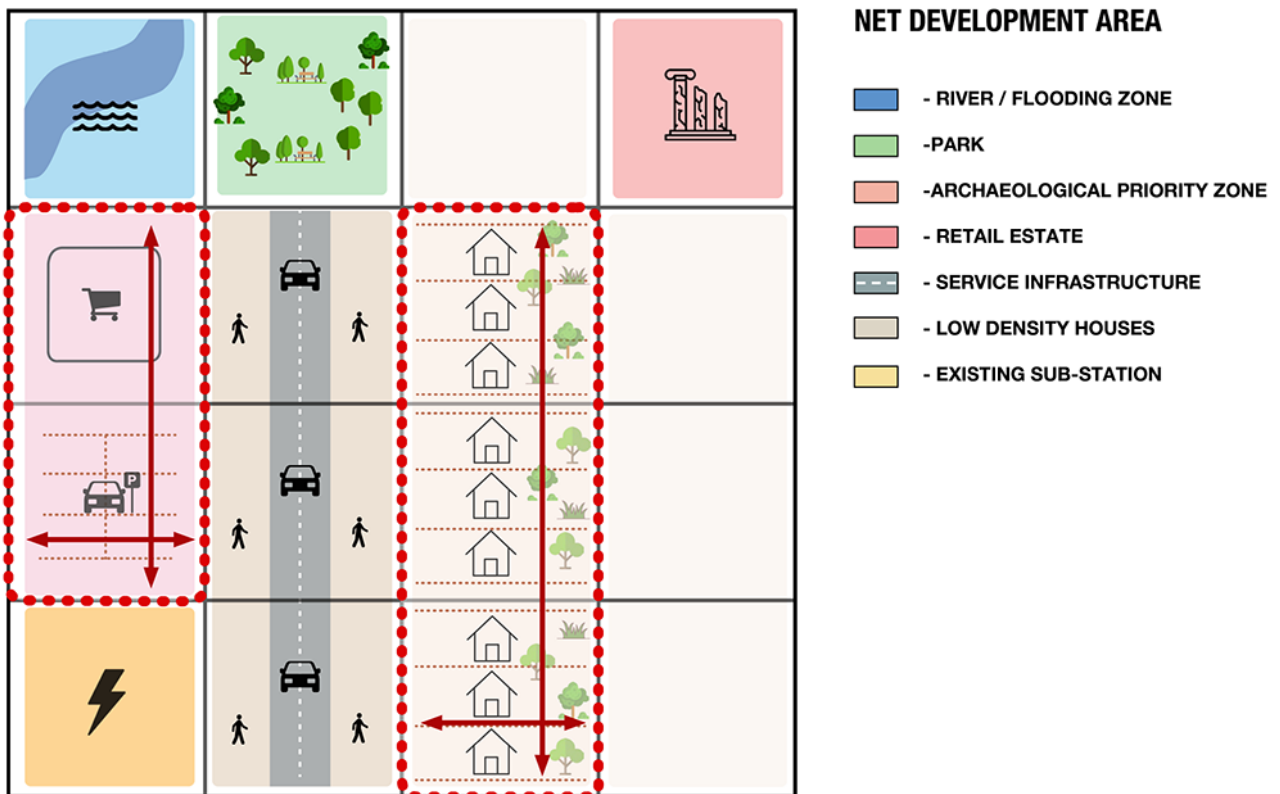 NET DEVELOPMENT AREA
- RIVER / FLOODING ZONE
-PARK
-ARCHAEOLOGICAL PRIORITY ZONE
- RETAIL ESTATE
- SERVICE INFRASTRUCTURE
- LOW DENSITY HOUSES
P
- EXISTING SUB-STATION